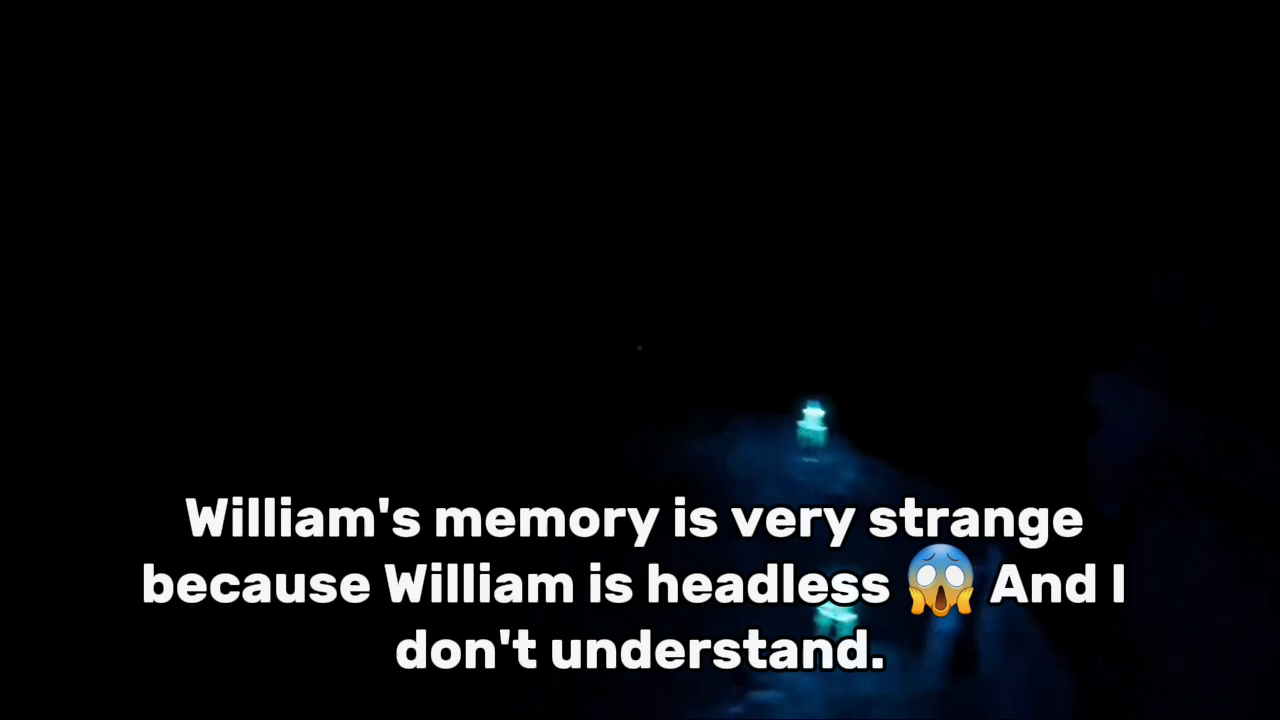 William's memory is very strange
because William is headless 😱 And I
don't understand.